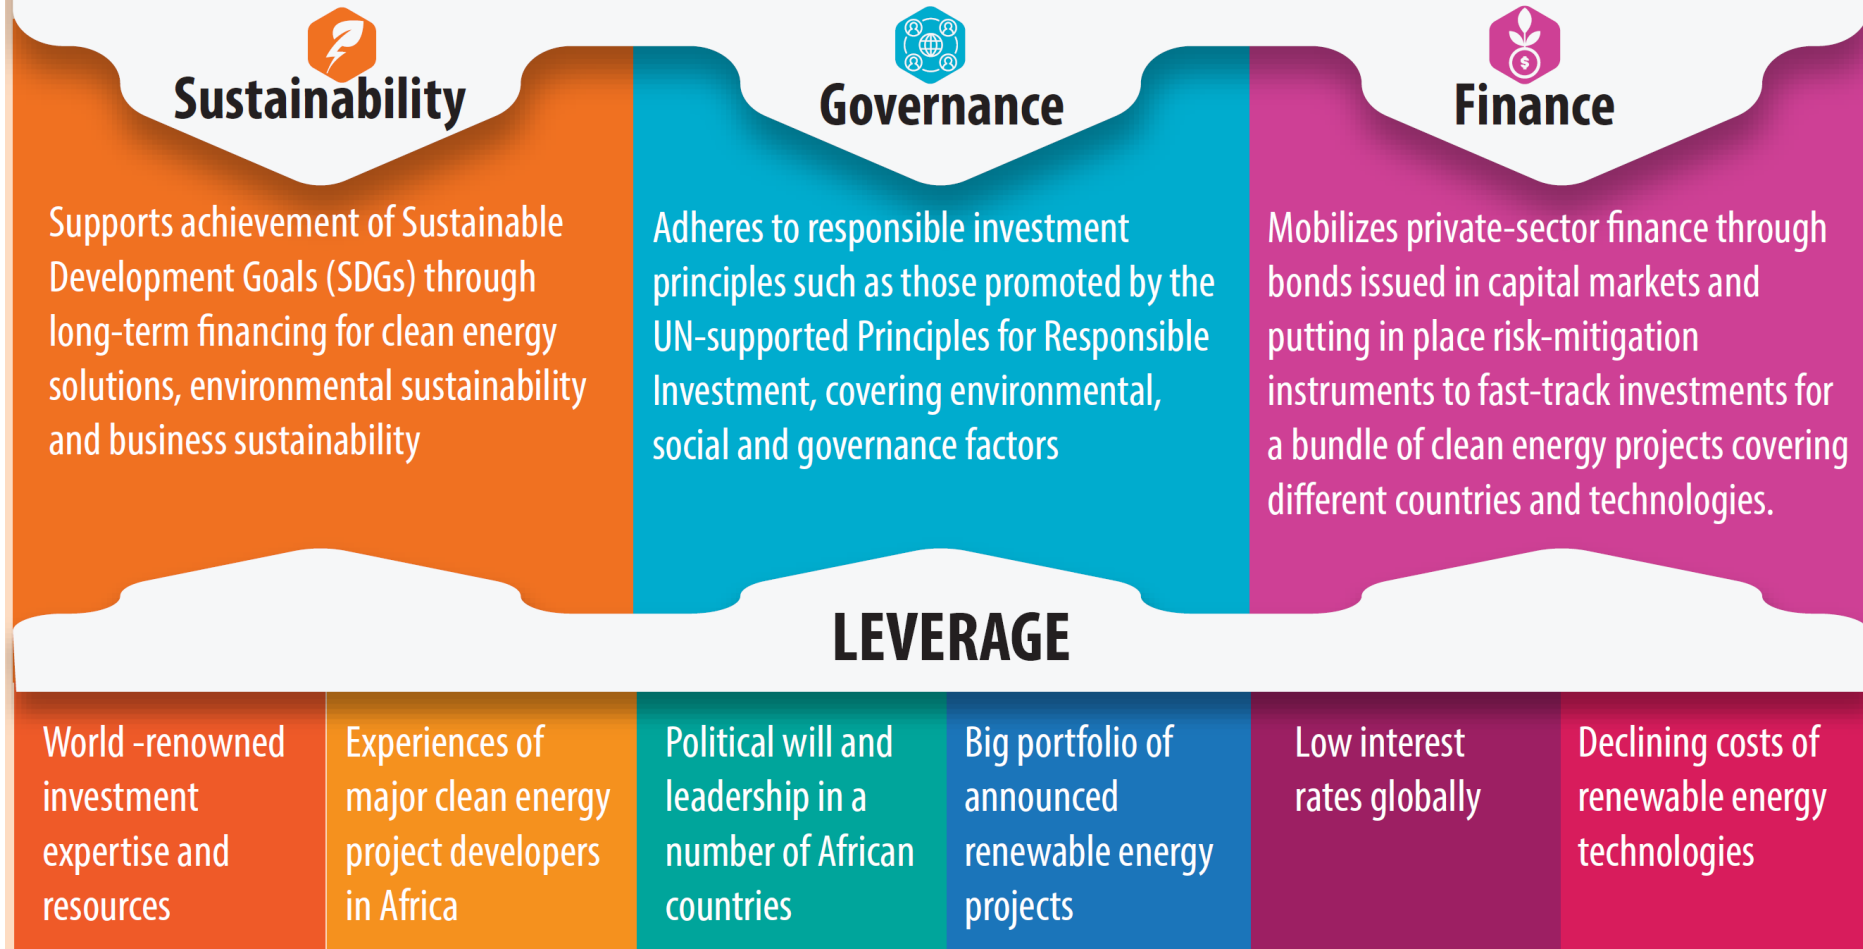 Sustainability
Supports achievement of Sustainable
Development Goals (SDGs) through
long-term financing for clean energy
solutions, environmental sustainability
and business sustainability
Governance
Adheres to responsible investment
principles such as those promoted by the
UN-supported Principles for Responsible
Investment, covering environmental,
social and governance factors
Finance
Mobilizes private-sector finance through
bonds issued in capital markets and
putting in place risk-mitigation
instruments to fast-track investments for
a bundle of clean energy projects covering
different countries and technologies.
LEVERAGE
World -renowned
investment
expertise and
resources
Experiences of
major clean energy
project developers
in Africa
Political will and
leadership in a
number of African
countries
Big portfolio of
announced
renewable energy
projects
Low interest
rates globally
Declining costs of
renewable energy
technologies